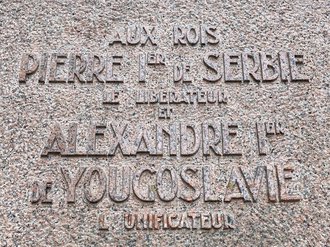 AUX ROIS
PIERRE Ier DE SERBIE
LE LIBERATEUR
ET
ALEXANDRE Ier
DE YOUGOSLAVIE
L'UNIFICATEUR